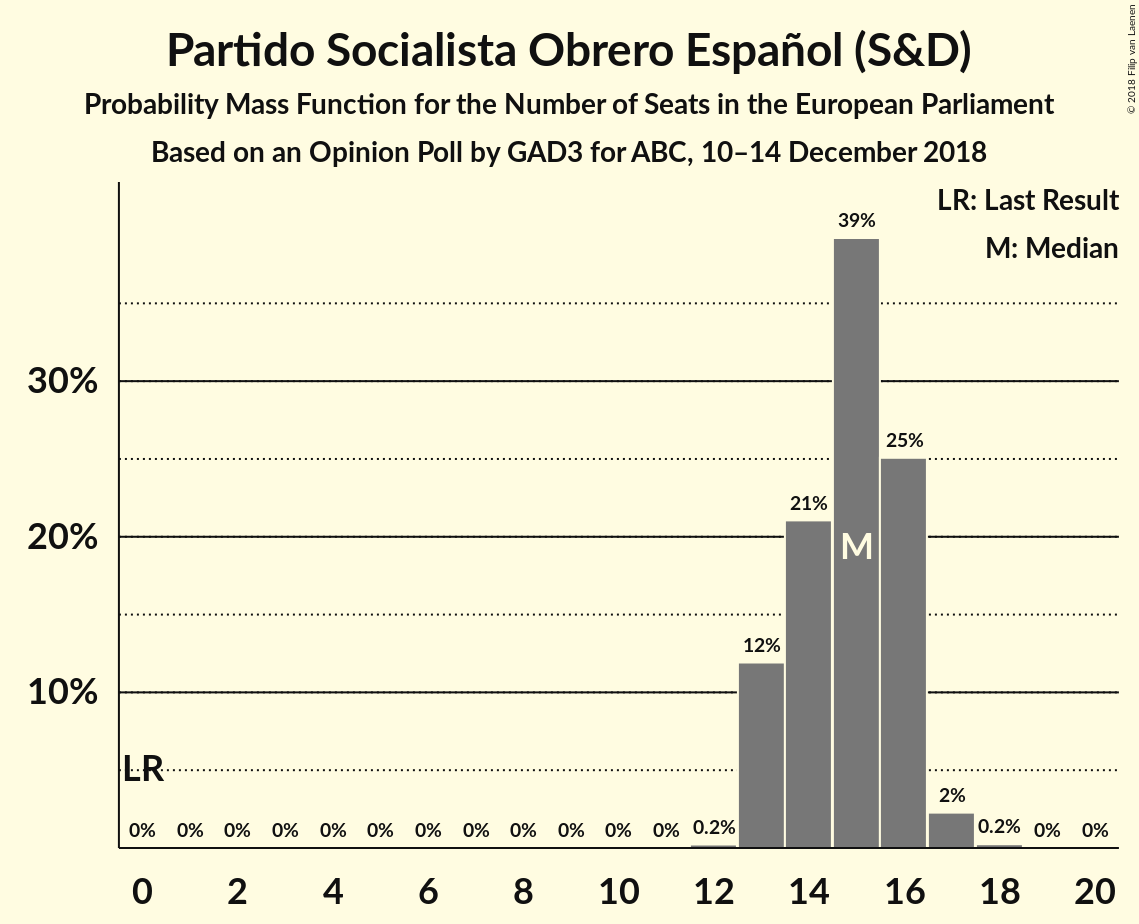 Partido Socialista Obrero Español (S&D)
Probability Mass Function for the Number of Seats in the European Parliament
Based on an Opinion Poll by GAD3 for ABC, 10–14 December 2018
© 2018 Filip van Laenen
LR: Last Result
M: Median
39%
30%
25%
21%
20%
M
12%
10%
LR
2%
0% 0% 0% 0% 0% 0% 0% 0% 0% 0% 0% 0% 0.2% 0.2% 0% 0%
0 2 4 6 8 10 12 14 16 18 20